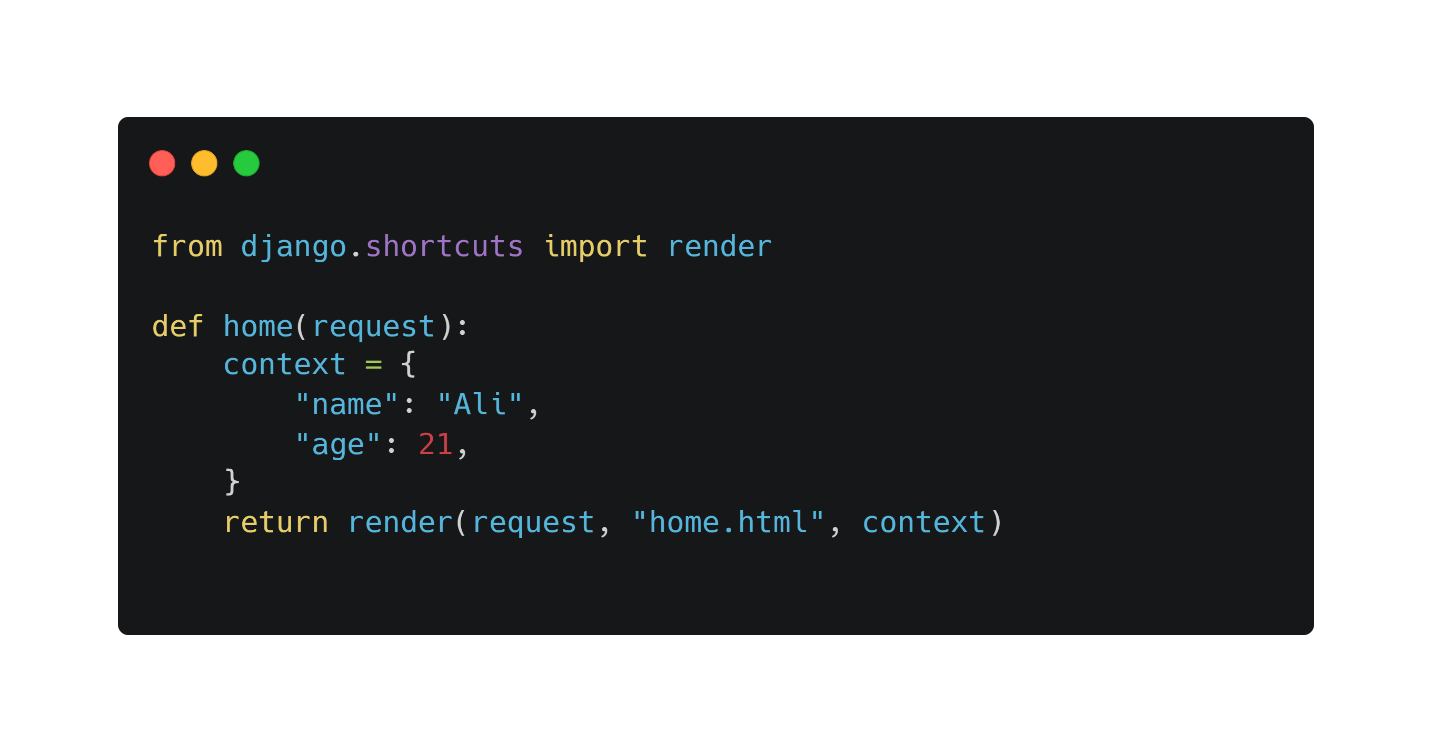 from django.shortcuts import render

def home(request):
    context = {
        "name": "Ali",
        "age": 21,
    }
    return render(request, "home.html", context)